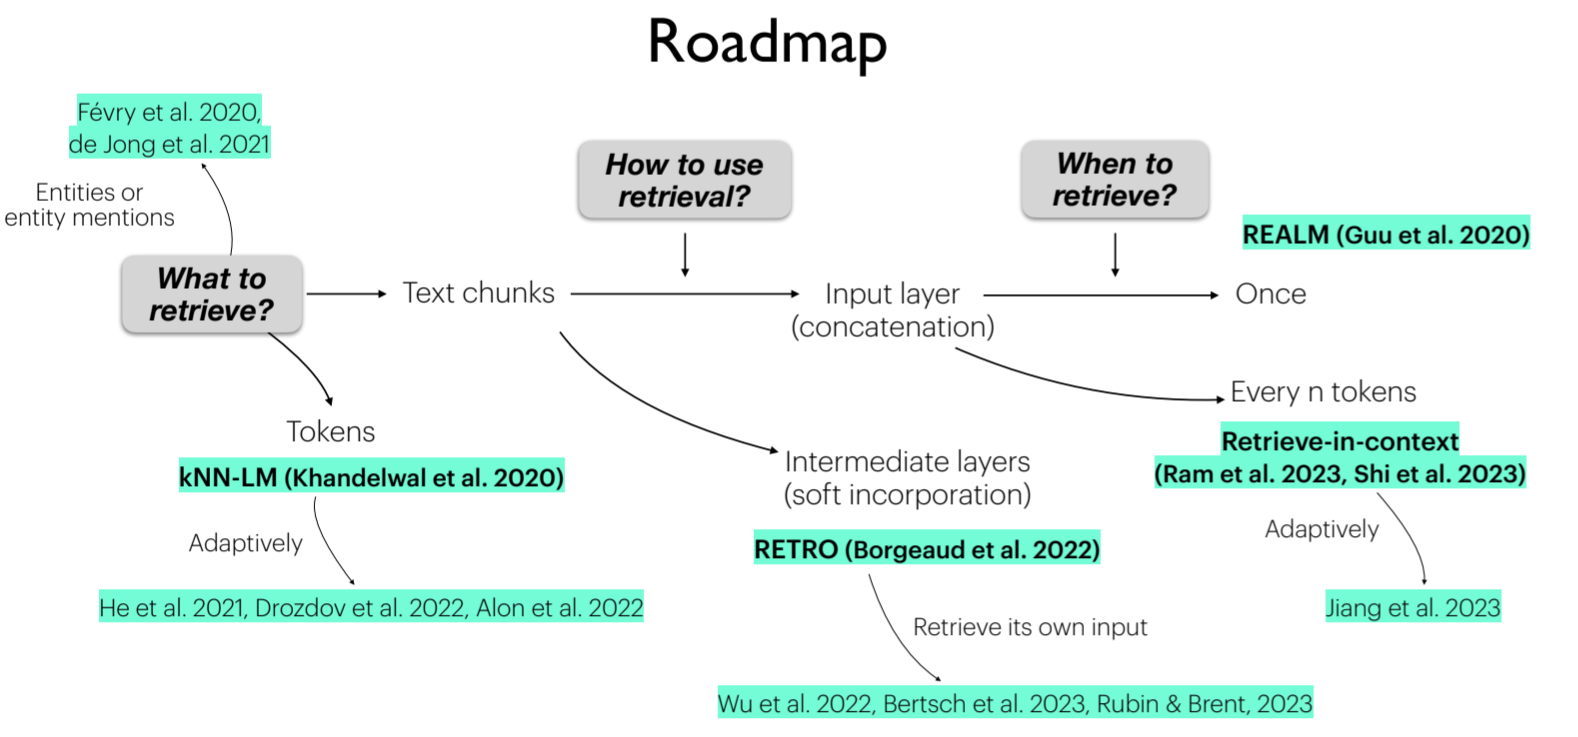 Roadmap
Févry et al. 2020,
de Jong et al. 2021
Entities or
entity mentions
What to
retrieve?
Text chunks
How to use
retrieval?
Input layer
(concatenation)
When to
retrieve?
REALM (Guu et al. 2020)
Once
Every n tokens
Retrieve-in-context
(Ram et al. 2023, Shi et al. 2023)
Adaptively
Jiang et al. 2023
Tokens
kNN-LM (Khandelwal et al. 2020)
Adaptively
He et al. 2021, Drozdov et al. 2022, Alon et al. 2022
Intermediate layers
(soft incorporation)
RETRO (Borgeaud et al. 2022)
Retrieve its own input
Wu et al. 2022, Bertsch et al. 2023, Rubin & Brent, 2023